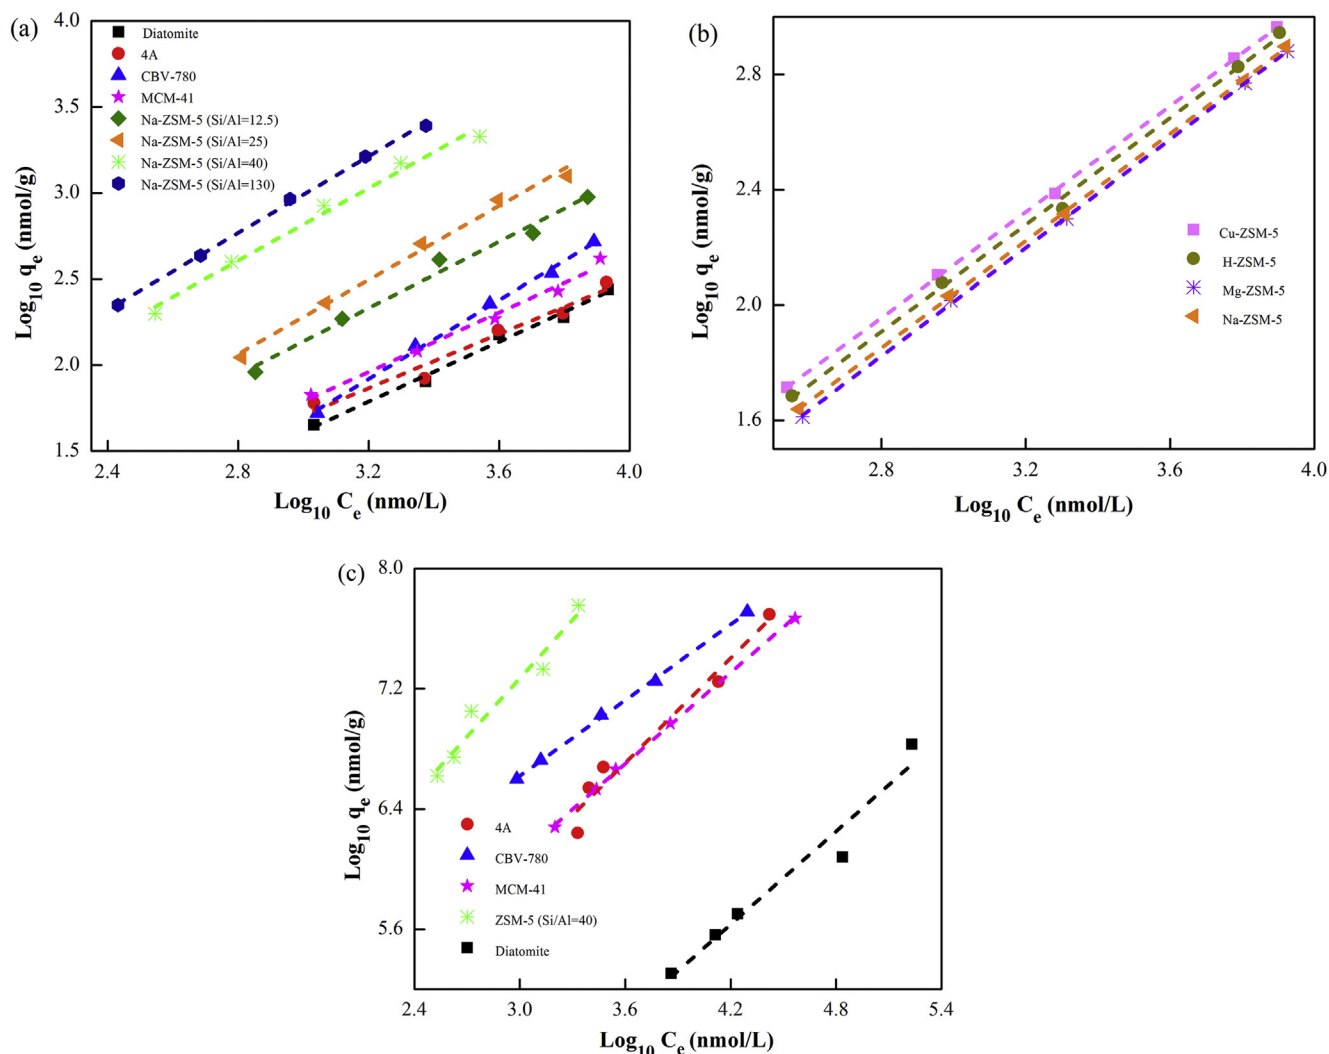 (a)
Log10 qe (nmol/g)
4.0
3.5
3.0
2.5
2.0
1.5
Diatomite
4A
CBV-780
MCM-41
Na-ZSM-5 (Si/Al=12.5)
Na-ZSM-5 (Si/Al=25)
Na-ZSM-5 (Si/Al=40)
Na-ZSM-5 (Si/Al=130)
2.4 2.8 3.2 3.6 4.0
Log10 Ce (nmo/L)
(b)
Log10 qe (nmol/g)
2.8
2.4
2.0
1.6
Cu-ZSM-5
H-ZSM-5
Mg-ZSM-5
Na-ZSM-5
2.8 3.2 3.6 4.0
Log10 Ce (nmol/L)
(c)
Log10 qe (nmol/g)
8.0
7.2
6.4
5.6
4A
CBV-780
MCM-41
ZSM-5 (Si/Al=40)
Diatomite
2.4 3.0 3.6 4.2 4.8 5.4
Log10 Ce (nmol/L)